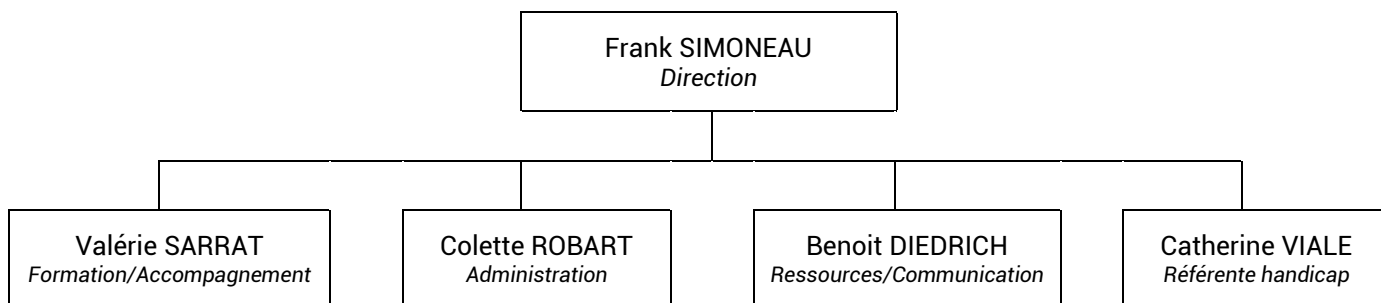 Frank SIMONEAU
Direction
Valérie SARRAT
Formation/Accompagnement
Colette ROBART
Administration
Benoit DIEDRICH
Ressources/Communication
Catherine VIALE
Référente handicap